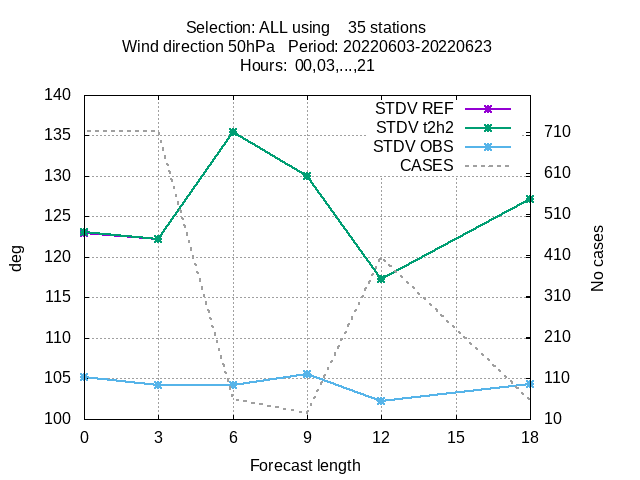 Selection: ALL using    35 stations
Wind direction 50hPa   Period: 20220603-20220623
Hours:  00,03,...,21
STDV REF
STDV t2h2
STDV OBS
CASES
140
135
130
125
120
115
110
105
100
deg
710
610
510
410
310
210
110
10
No cases
0 3 6 9 12 15 18
Forecast length